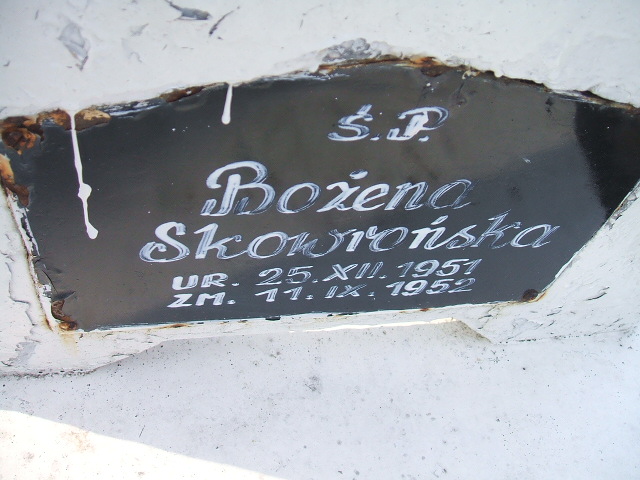 Ś.P.
Bożena
Skowrońska
UR. 25.XII.1951
ZM. 11.IX.1952